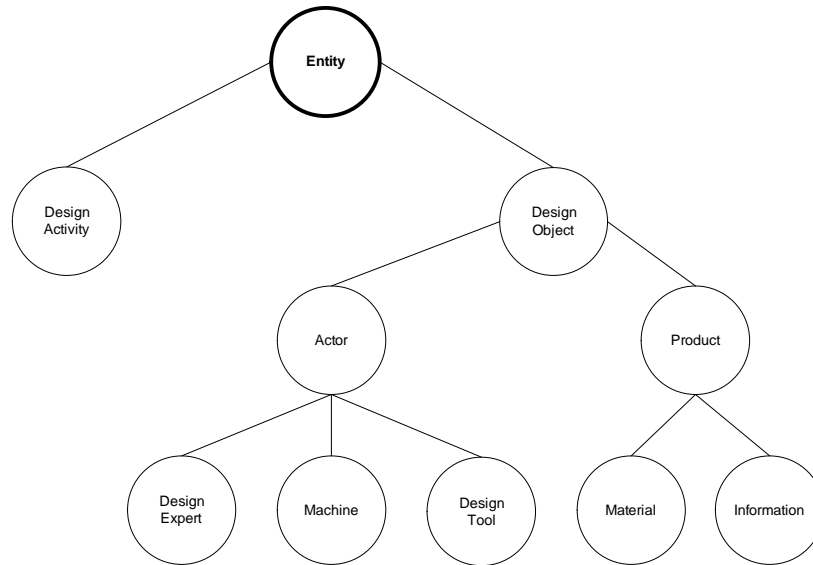 Entity
Design
Activity
Design
Object
Actor
Product
Design
Expert
Machine
Design
Tool
Material
Information